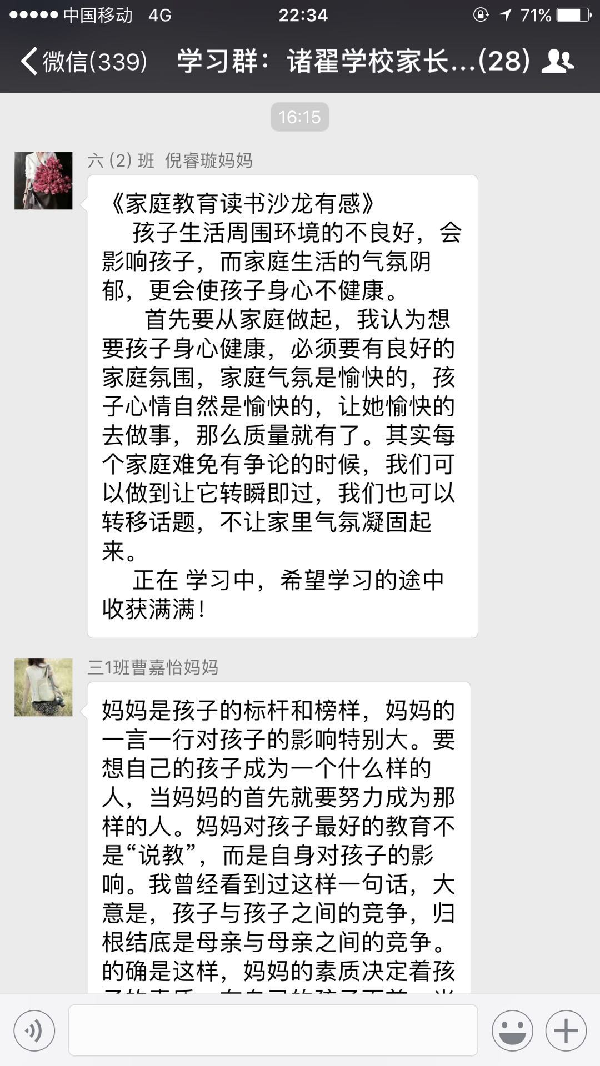 中国移动 4G 22:34 71%
微信(339) 学习群：诸翟学校家长...(28)
16:15
六 (2) 班 倪睿璇妈妈
《家庭教育读书沙龙有感》
孩子生活周围环境的不良好，会
影响孩子，而家庭生活的气氛阴
郁，更会使孩子身心不健康。
首先要从家庭做起，我认为想
要孩子身心健康，必须要有良好的
家庭氛围，家庭气氛是愉快的，孩
子心情自然是愉快的，让她愉快的
去做事，那么质量就有了。其实每
个家庭难免有争论的时候，我们可
以做到让它转瞬即过，我们也可以
转移话题，不让家里气氛凝固起
来。
正在 学习中，希望学习的途中
收获满满！
三1班曹嘉怡妈妈
妈妈是孩子的标杆和榜样，妈妈的
一言一行对孩子的影响特别大。要
想自己的孩子成为一个什么样的
人，当妈妈的首先就要努力成为那
样的人。妈妈对孩子最好的教育不
是“说教”，而是自身对孩子的影
响。我曾经看到过这样一句话，大
意是，孩子与孩子之间的竞争，归
根结底是母亲与母亲之间的竞争。
的确是这样，妈妈的素质决定着孩